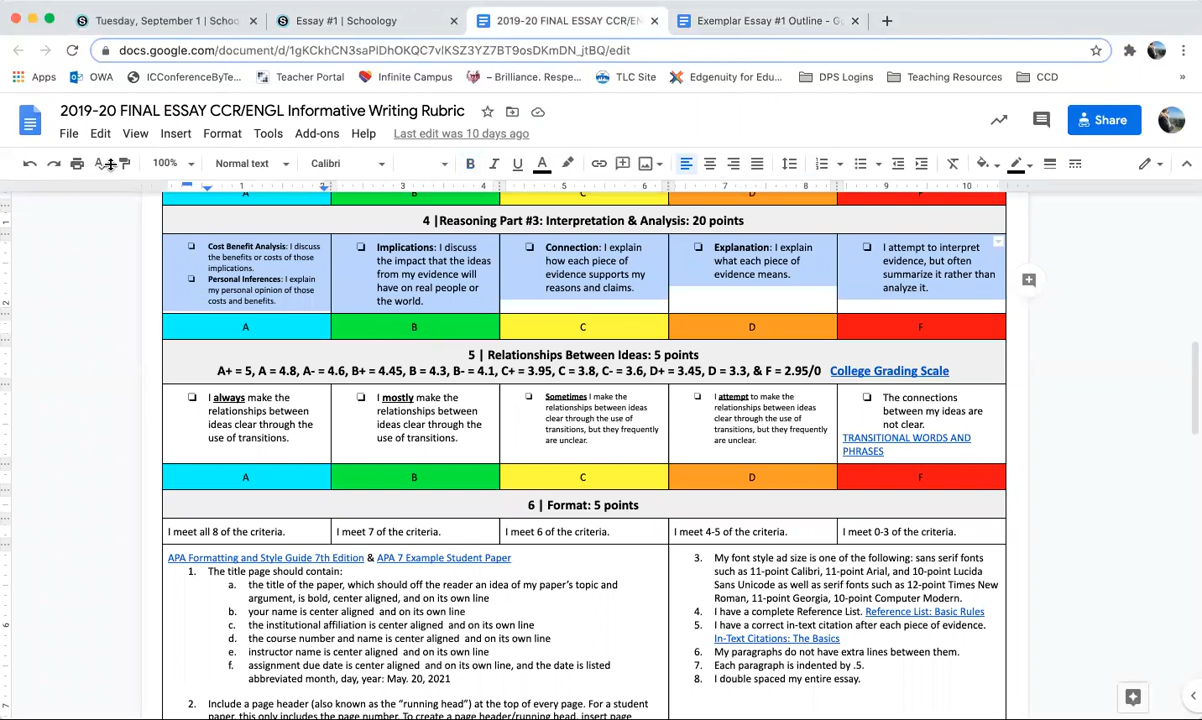 Tuesday, September 1 | Schoo
Essay #1 | Schoology
2019-20 FINAL ESSAY CCR/EN
Exemplar Essay #1 Outline - G
docs.google.com/document/d/1gKCkhCN3saPlDhOKQC7vlKSZ3YZ7BT9osDKmDN_jtBQ/edit
Apps
OWA
ICConferenceByTe...
Teacher Portal
Infinite Campus
– Brilliance. Respe...
TLC Site
Edgenuity for Edu...
DPS Logins
Teaching Resources
CCD
»
2019-20 FINAL ESSAY CCR/ENGL Informative Writing Rubric
File Edit View Insert Format Tools Add-ons Help Last edit was 10 days ago
Share
100% Normal text Calibri B I U A
1 2 3 4 5 6 7 8 9 10
A B C D F
4 |Reasoning Part #3: Interpretation & Analysis: 20 points
Cost Benefit Analysis: I discuss
the benefits or costs of those
implications.
Personal Inferences: I explain
my personal opinion of those
costs and benefits.
Implications: I discuss
the impact that the ideas
from my evidence will
have on real people or
the world.
Connection: I explain
how each piece of
evidence supports my
reasons and claims.
Explanation: I explain
what each piece of
evidence means.
I attempt to interpret
evidence, but often
summarize it rather than
analyze it.
A B C D F
5 | Relationships Between Ideas: 5 points
A+ = 5, A = 4.8, A- = 4.6, B+ = 4.45, B = 4.3, B- = 4.1, C+ = 3.95, C = 3.8, C- = 3.6, D+ = 3.45, D = 3.3, & F = 2.95/0 College Grading Scale
I always make the
relationships between
ideas clear through the
use of transitions.
I mostly make the
relationships between
ideas clear through the
use of transitions.
Sometimes I make the
relationships between ideas
clear through the use of
transitions, but they frequently
are unclear.
I attempt to make the
relationships between ideas
clear through the use of
transitions, but they frequently
are unclear.
The connections
between my ideas are
not clear.
TRANSITIONAL WORDS AND
PHRASES
A B C D F
6 | Format: 5 points
I meet all 8 of the criteria.
I meet 7 of the criteria.
I meet 6 of the criteria.
I meet 4-5 of the criteria.
I meet 0-3 of the criteria.
APA Formatting and Style Guide 7th Edition & APA 7 Example Student Paper
1. The title page should contain:
a. the title of the paper, which should off the reader an idea of my paper's topic and
argument, is bold, center aligned, and on its own line
b. your name is center aligned and on its own line
c. the institutional affiliation is center aligned and on its own line
d. the course number and name is center aligned and on its own line
e. instructor name is center aligned and on its own line
f. assignment due date is center aligned and on its own line, and the date is listed
abbreviated month, day, year: May. 20, 2021
2. Include a page header (also known as the "running head") at the top of every page. For a student
paper, this only includes the page number. To create a page header/running head, insert page
3. My font style ad size is one of the following: sans serif fonts
such as 11-point Calibri, 11-point Arial, and 10-point Lucida
Sans Unicode as well as serif fonts such as 12-point Times New
Roman, 11-point Georgia, 10-point Computer Modern.
4. I have a complete Reference List. Reference List: Basic Rules
5. I have a correct in-text citation after each piece of evidence.
In-Text Citations: The Basics
6. My paragraphs do not have extra lines between them.
7. Each paragraph is indented by .5.
8. I double spaced my entire essay.